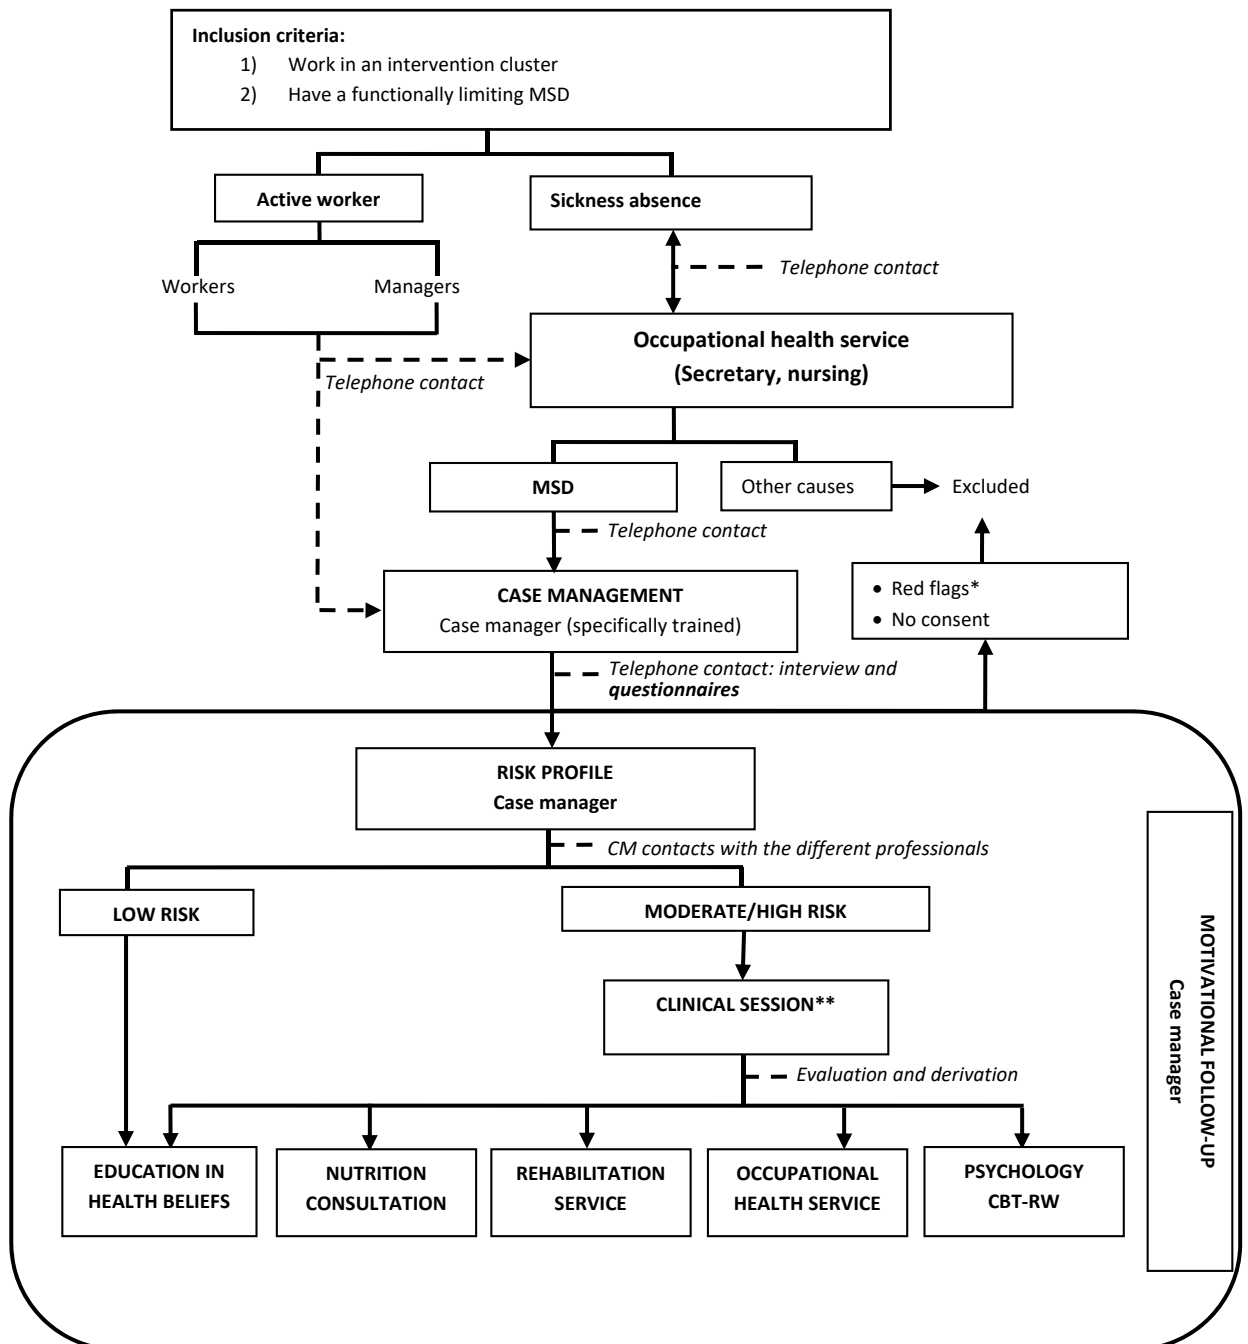 Inclusion criteria:
1) Work in an intervention cluster
2) Have a functionally limiting MSD
Active worker
Sickness absence
Workers
Managers
Telephone contact
Telephone contact
Occupational health service
(Secretary, nursing)
MSD
Other causes
Excluded
Telephone contact
• Red flags*
• No consent
CASE MANAGEMENT
Case manager (specifically trained)
Telephone contact: interview and
questionnaires
RISK PROFILE
Case manager
CM contacts with the different professionals
LOW RISK
MODERATE/HIGH RISK
CLINICAL SESSION**
Evaluation and derivation
EDUCATION IN
HEALTH BELIEFS
NUTRITION
CONSULTATION
REHABILITATION
SERVICE
OCCUPATIONAL
HEALTH SERVICE
PSYCHOLOGY
CBT-RW
MOTIVATIONAL FOLLOW-UP
Case manager